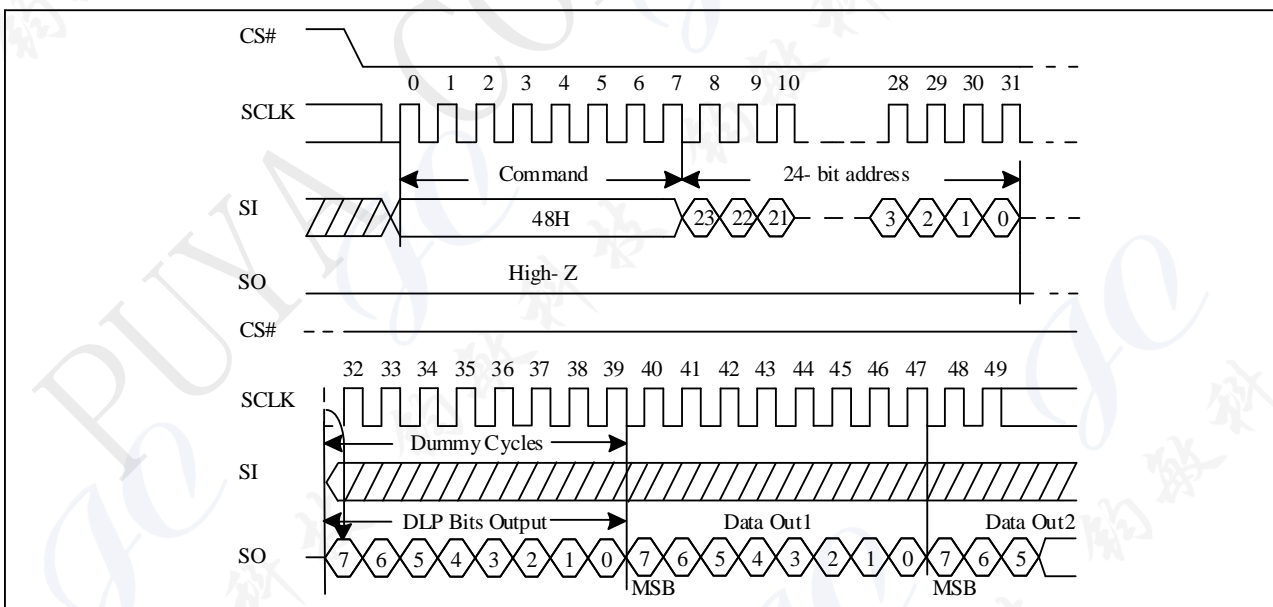 CS#
0 1 2 3 4 5 6 7 8 9 10 28 29 30 31
SCLK
Command 24- bit address
SI 48H 23 22 21 3 2 1 0
High- Z
SO
CS#
32 33 34 35 36 37 38 39 40 41 42 43 44 45 46 47 48 49
SCLK
Dummy Cycles
SI
DLP Bits Output Data Out1 Data Out2
SO 7 6 5 4 3 2 1 0 7 6 5 4 3 2 1 0 7 6 5
MSB MSB
PUYA CO